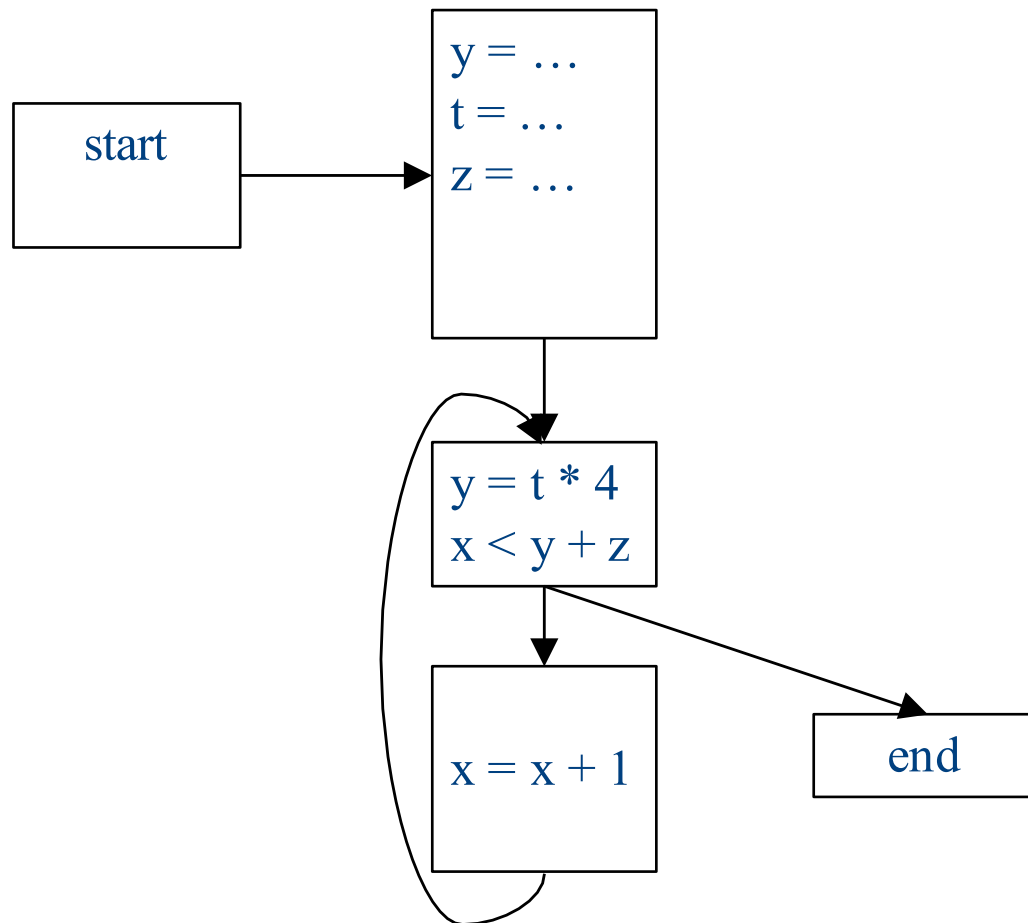 start
y = …
t = …
z = …
y = t * 4
x < y + z
x = x + 1
end